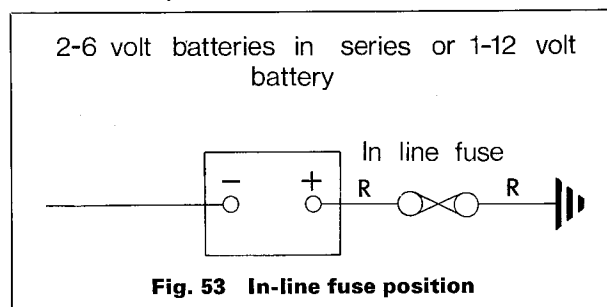 2-6 volt batteries in series or 1-12 volt
battery
In line fuse
- + R R
Fig. 53 In-line fuse position